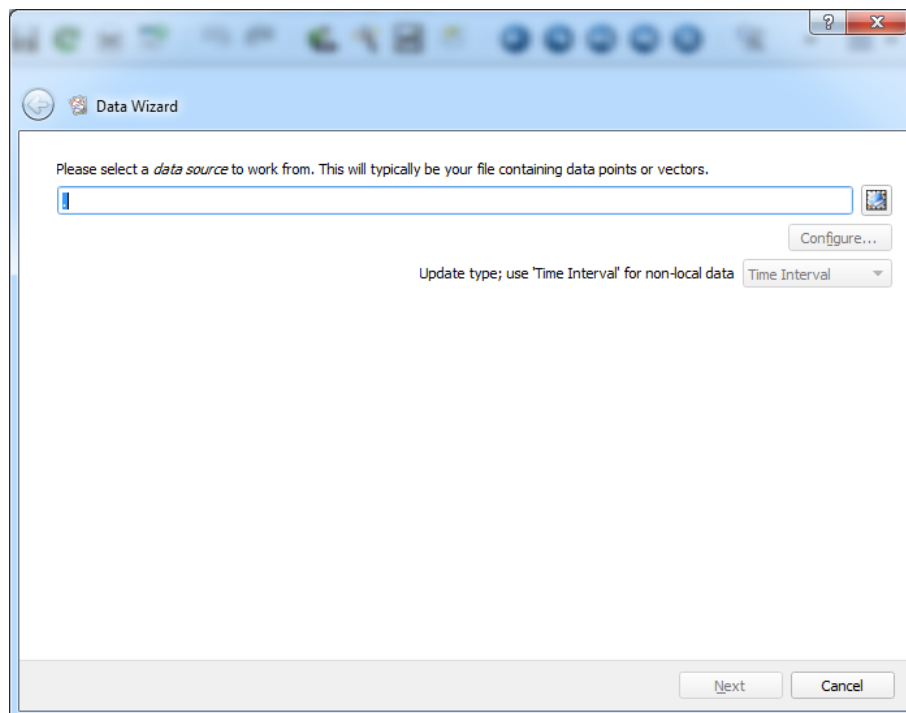 ?
X
Data Wizard
Please select a data source to work from. This will typically be your file containing data points or vectors.
.
Configure...
Update type; use 'Time Interval' for non-local data Time Interval
Next Cancel